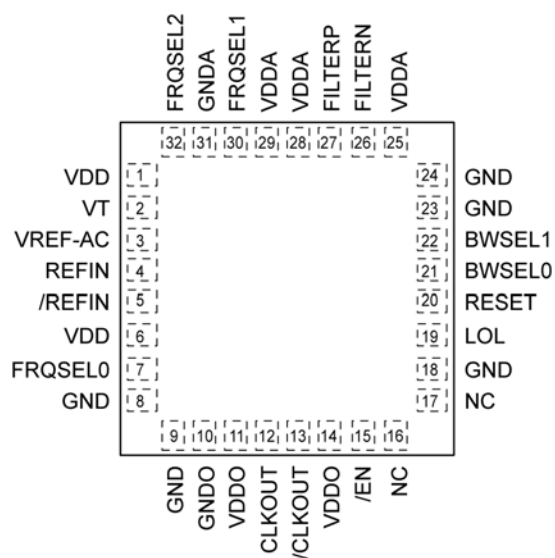 FRQSEL2
GNDA
FRQSEL1
VDDA
VDDA
FILTERP
FILTERN
VDDA
32 31 30 29 28 27 26 25
VDD 1
VT 2
VREF-AC 3
REFIN 4
/REFIN 5
VDD 6
FRQSEL0 7
GND 8
24 GND
23 GND
22 BWSEL1
21 BWSEL0
20 RESET
19 LOL
18 GND
17 NC
9 10 11 12 13 14 15 16
GND
GNDO
VDDO
CLKOUT
/CLKOUT
VDDO
/EN
NC